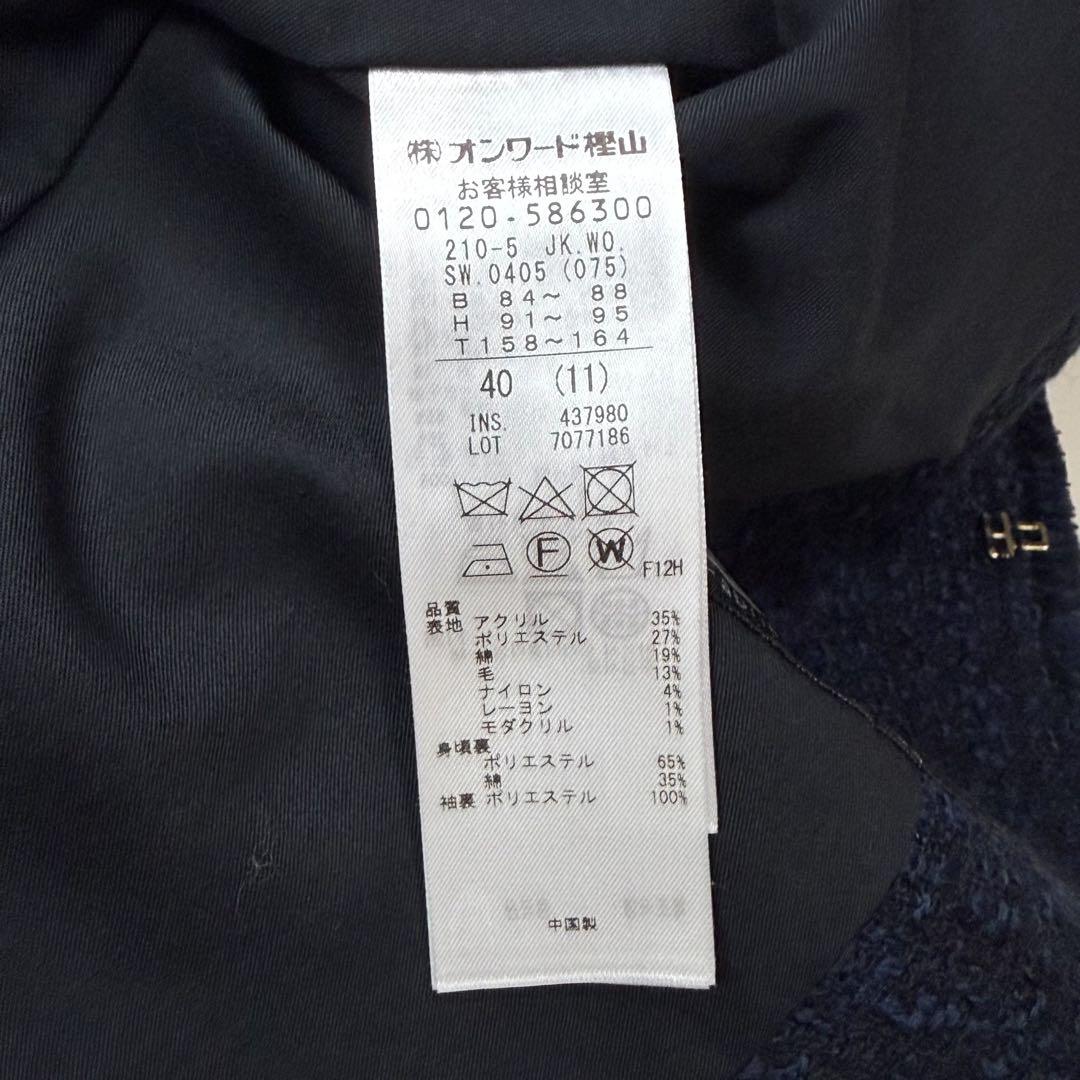 ㈱オンワード樫山
お客様相談室
0120-586300
210-5 JK.WO.
SW.0405 (075)
B 84~ 88
H 91~ 95
T158~164
40 (11)
INS. 437980
LOT 7077186
F
W
F12H
品質
表地 アクリル 35%
ポリエステル 27%
綿 19%
毛 13%
ナイロン 4%
レーヨン 1%
モダクリル 1%
身頃裏
ポリエステル 65%
綿 35%
袖裏 ポリエステル 100%
中国製